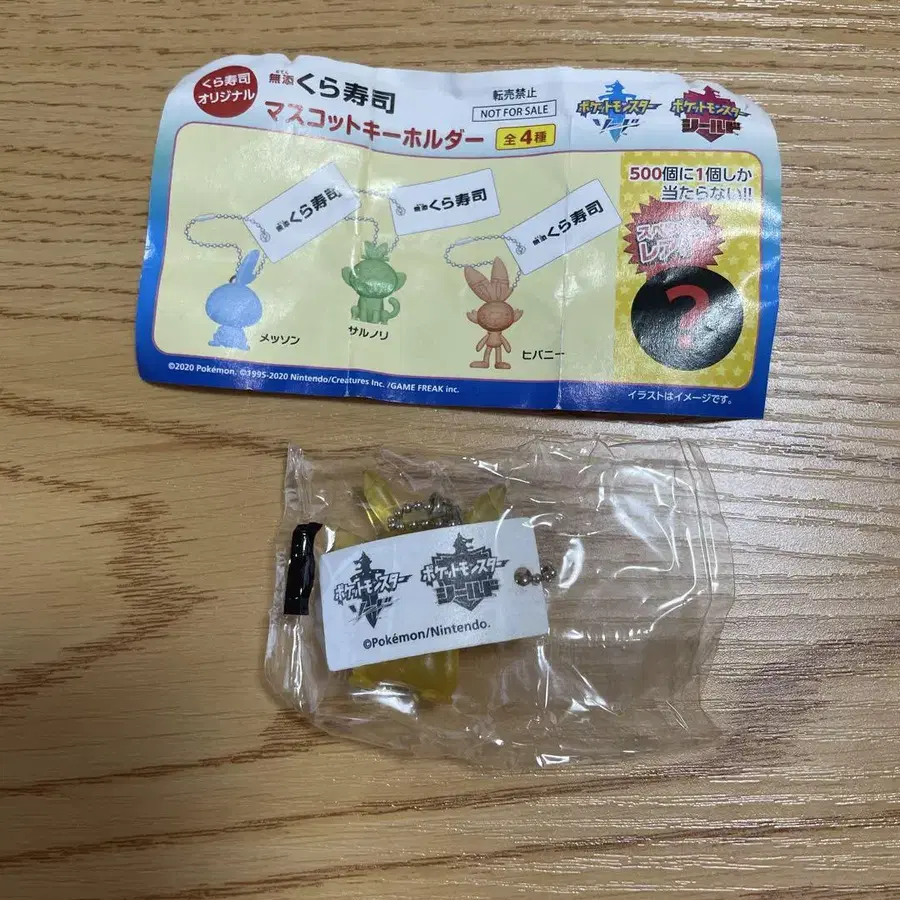 くら寿司
オリジナル
無添くら寿司
マスコットキーホルダー
全4種
転売禁止
NOT FOR SALE
ポケットモンスター
ソード
ポケットモンスター
シールド
500個に1個しか
当たらない!!
?
無添くら寿司
無添くら寿司
無添くら寿司
メッソン
サルノリ
ヒバニー
©2020 Pokémon. ©1995-2020 Nintendo/Creatures Inc. /GAME FREAK inc.
イラストはイメージです。
ポケットモンスター
ソード
ポケットモンスター
シールド
©Pokémon/Nintendo.